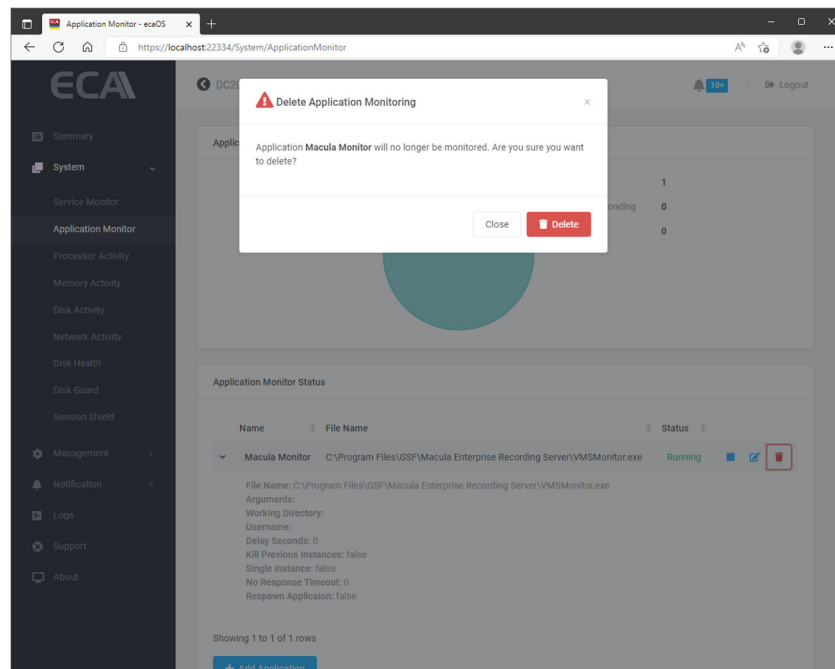 Application Monitor - ecaOS
https://localhost:22334/System/ApplicationMonitor
ECA
DC20
10+
Logout
Delete Application Monitoring
Application Macula Monitor will no longer be monitored. Are you sure you want
to delete?
Close
Delete
Summary
System
Service Monitor
Application Monitor
Processor Activity
Memory Activity
Disk Activity
Network Activity
Disk Health
Disk Guard
Session Shield
Management
Notification
Logs
Support
About
Applic
1
onding 0
0
Application Monitor Status
Name File Name Status
Macula Monitor C:\Program Files\GSF\Macula Enterprise Recording Server\VMSMonitor.exe Running
File Name: C:\Program Files\GSF\Macula Enterprise Recording Server\VMSMonitor.exe
Arguments:
Working Directory:
Username:
Delay Seconds: 0
Kill Previous Instances: false
Single Instance: false
No Response Timeout: 0
Respawn Applicaion: false
Showing 1 to 1 of 1 rows
+ Add Application